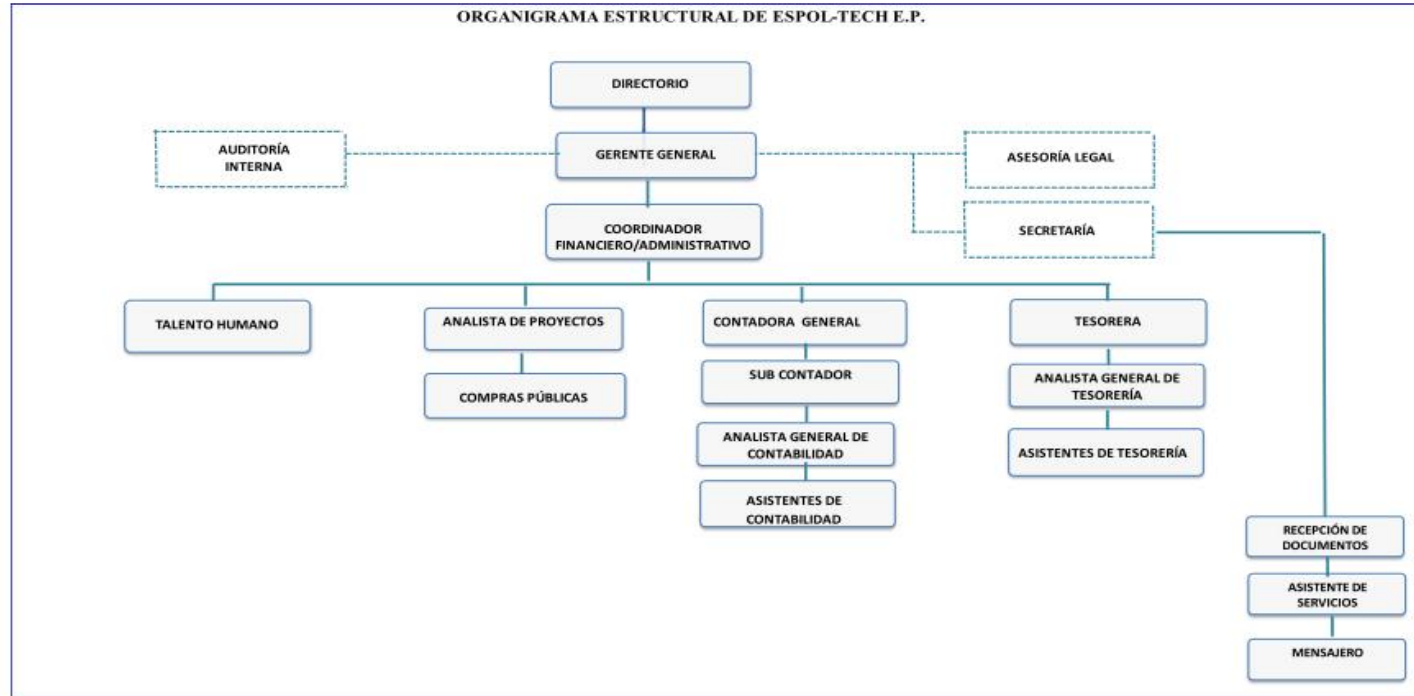 ORGANIGRAMA ESTRUCTURAL DE ESPOL-TECH E.P.
DIRECTORIO
AUDITORÍA
INTERNA
GERENTE GENERAL
ASESORÍA LEGAL
COORDINADOR
FINANCIERO/ADMINISTRATIVO
SECRETARÍA
TALENTO HUMANO
ANALISTA DE PROYECTOS
CONTADORA GENERAL
TESORERA
COMPRAS PÚBLICAS
SUB CONTADOR
ANALISTA GENERAL DE
TESORERÍA
ANALISTA GENERAL DE
CONTABILIDAD
ASISTENTES DE TESORERÍA
ASISTENTES DE
CONTABILIDAD
RECEPCIÓN DE
DOCUMENTOS
ASISTENTE DE
SERVICIOS
MENSAJERO